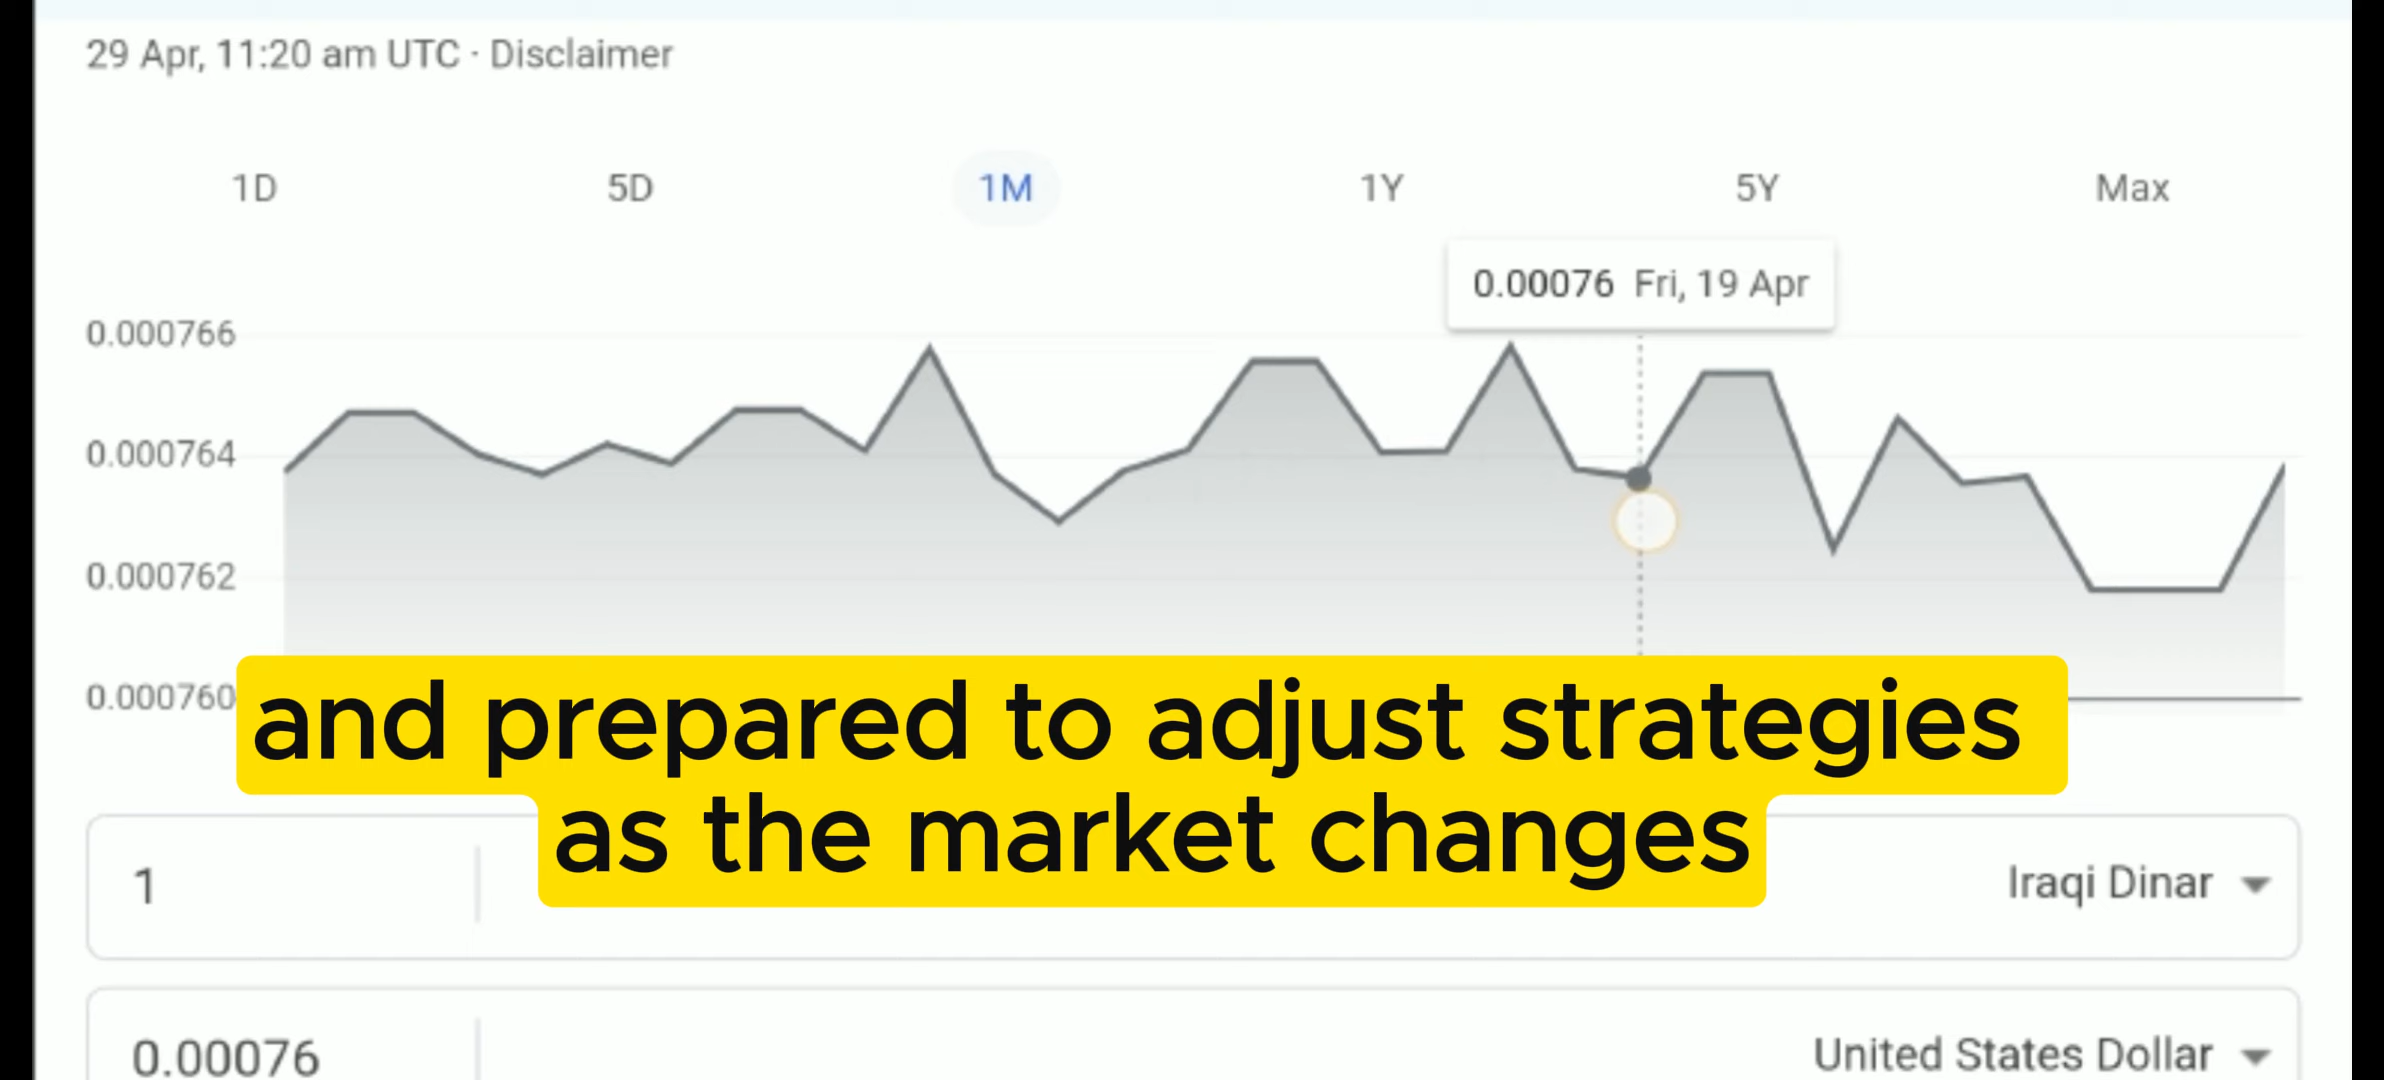 29 Apr, 11:20 am UTC · Disclaimer
1D 5D 1M 1Y 5Y Max
0.00076 Fri, 19 Apr
0.000766
0.000764
0.000762
0.000760
and prepared to adjust strategies
as the market changes
1 Iraqi Dinar
0.00076 United States Dollar